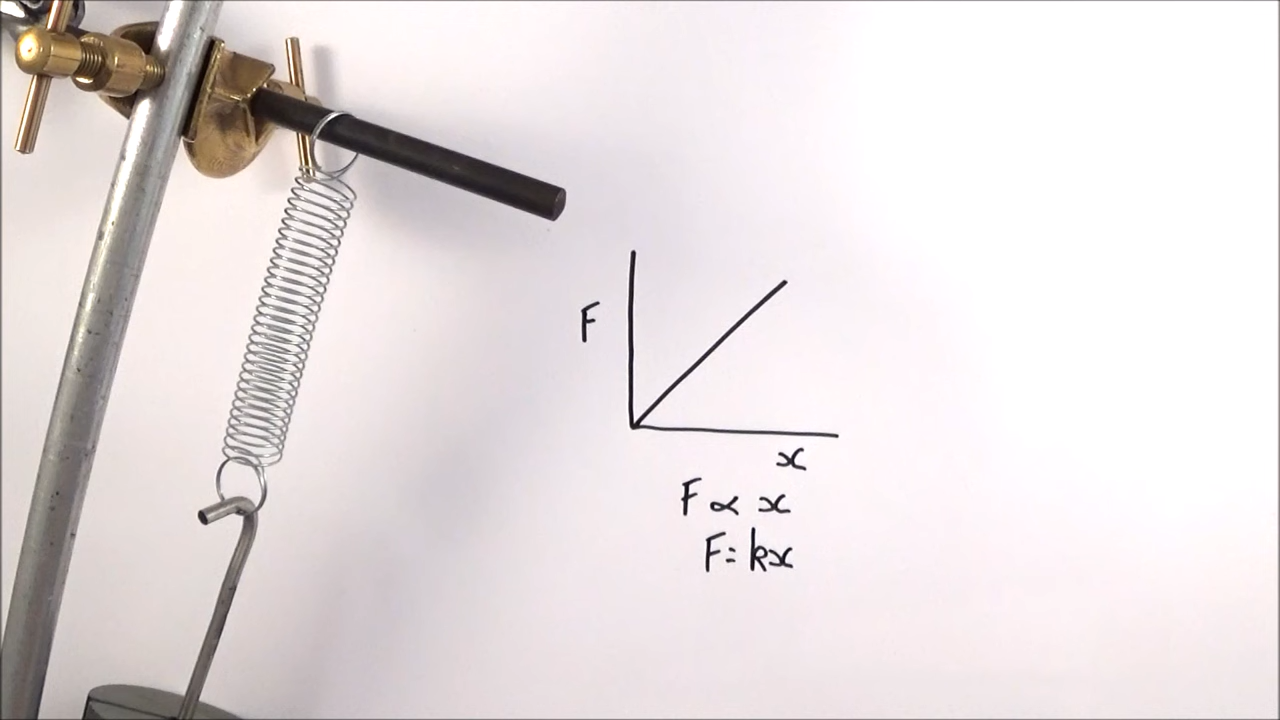 F
x
F ∝ x
F = kx